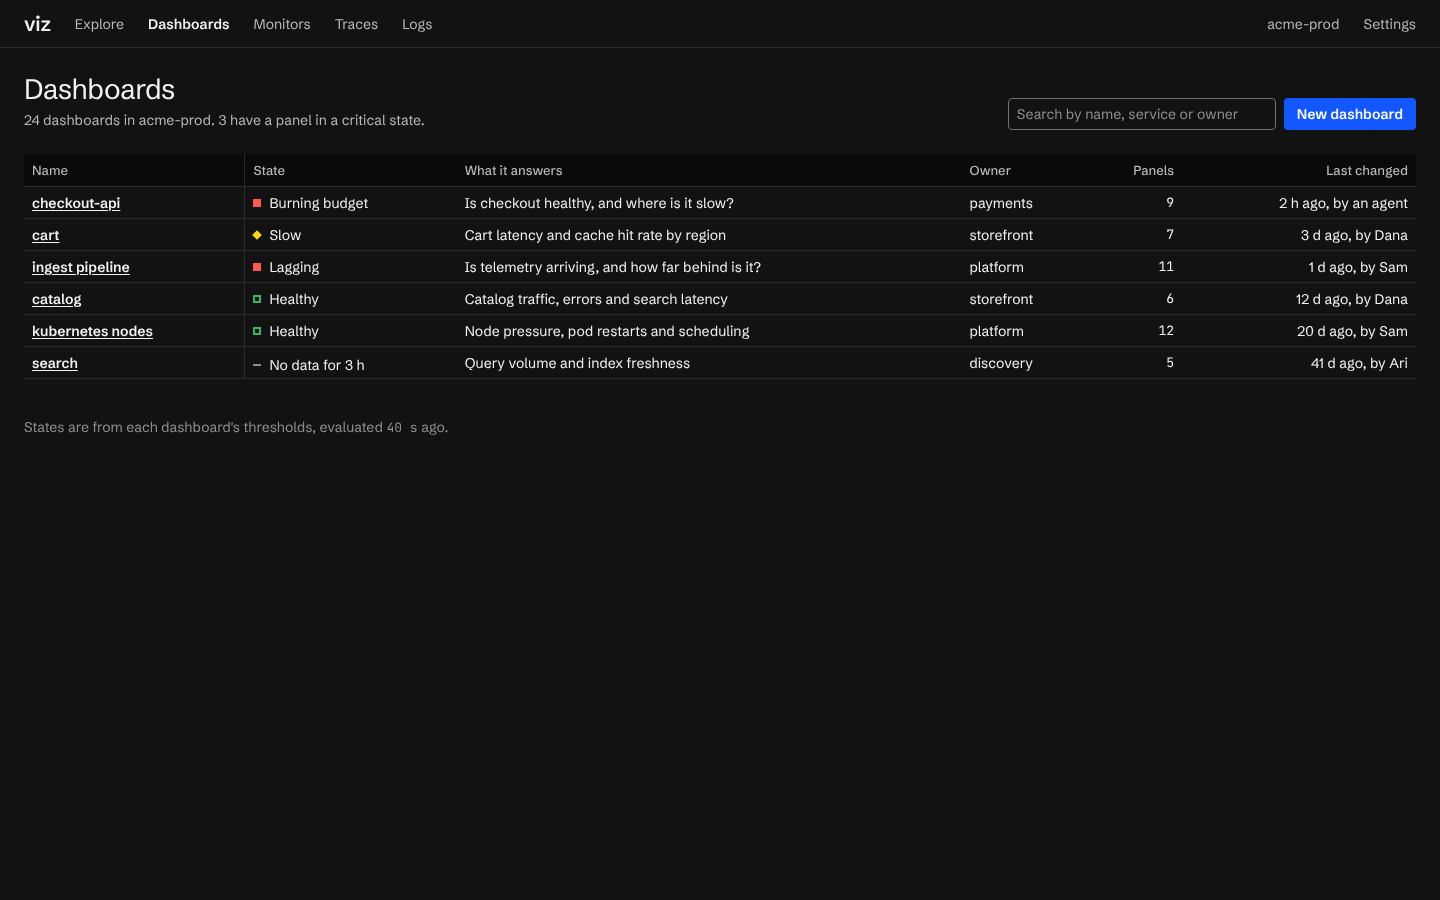 viz Explore Dashboards Monitors Traces Logs acme-prod Settings
Dashboards
24 dashboards in acme-prod. 3 have a panel in a critical state.
Search by name, service or owner New dashboard
Name State What it answers Owner Panels Last changed
checkout-api Burning budget Is checkout healthy, and where is it slow? payments 9 2 h ago, by an agent
cart Slow Cart latency and cache hit rate by region storefront 7 3 d ago, by Dana
ingest pipeline Lagging Is telemetry arriving, and how far behind is it? platform 11 1 d ago, by Sam
catalog Healthy Catalog traffic, errors and search latency storefront 6 12 d ago, by Dana
kubernetes nodes Healthy Node pressure, pod restarts and scheduling platform 12 20 d ago, by Sam
search No data for 3 h Query volume and index freshness discovery 5 41 d ago, by Ari
States are from each dashboard's thresholds, evaluated 40 s ago.